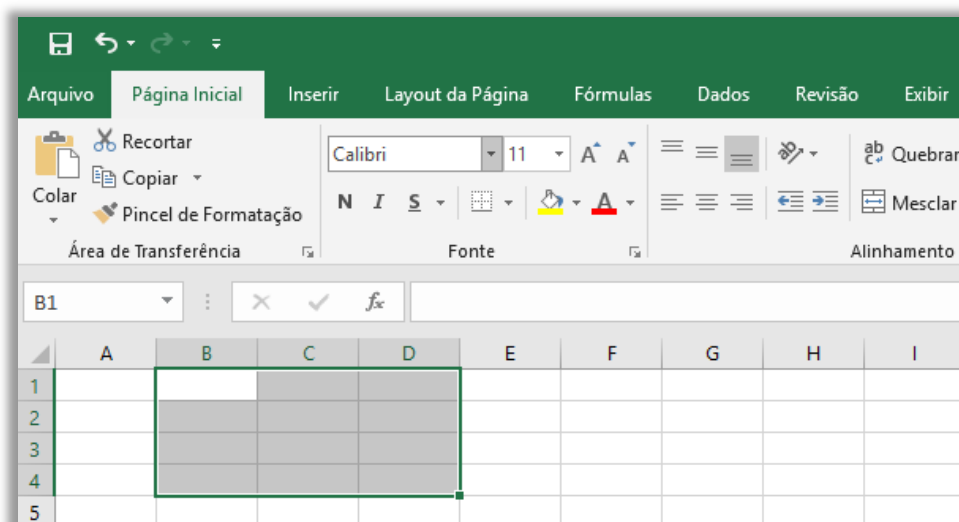 Arquivo Página Inicial Inserir Layout da Página Fórmulas Dados Revisão Exibir
Colar
Recortar
Copiar
Pincel de Formatação
Área de Transferência
Calibri 11
N I S A
Fonte
ab Quebrar
Mesclar
Alinhamento
B1 fx
A B C D E F G H I
1
2
3
4
5